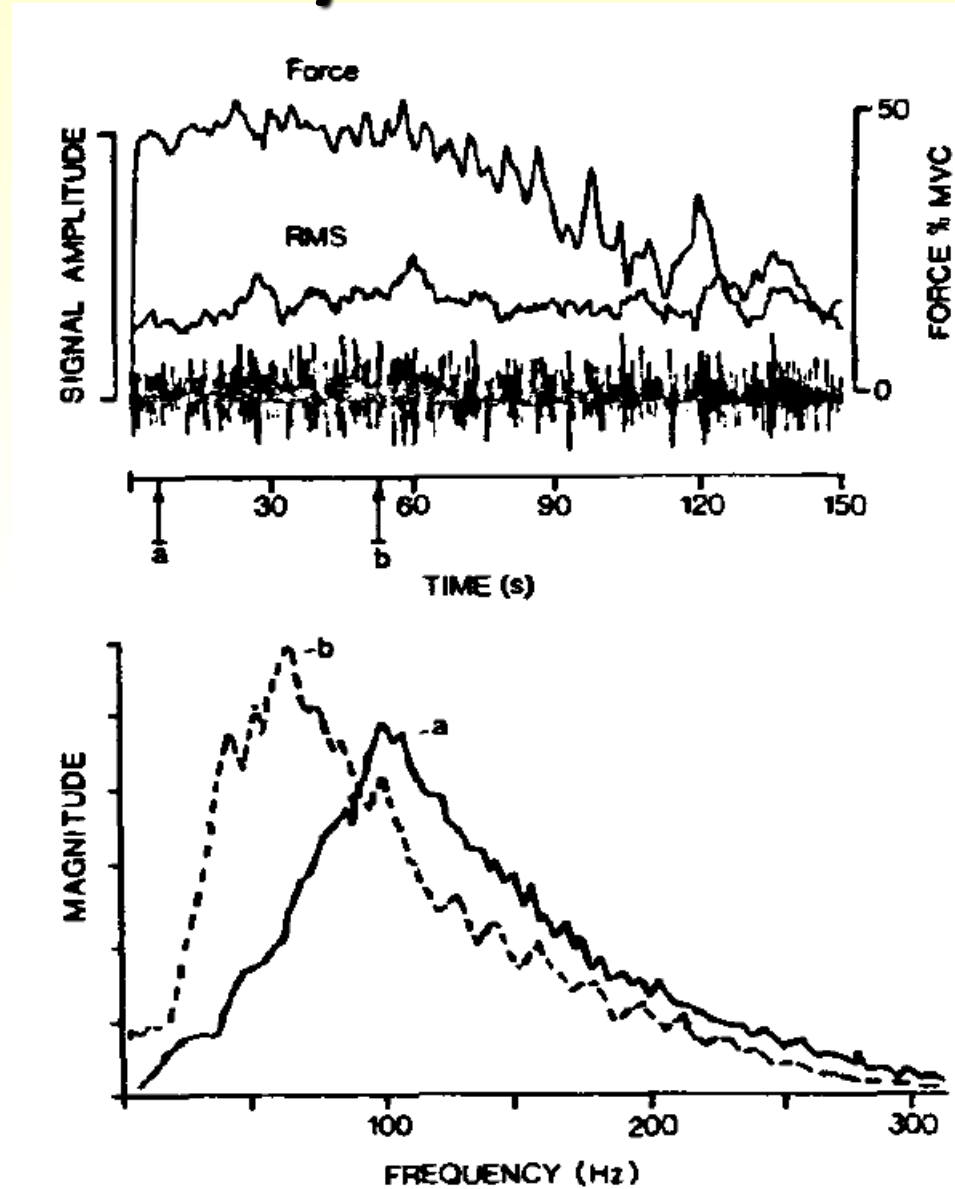 Force
50
SIGNAL AMPLITUDE
RMS
FORCE % MVC
0
30 60 90 120 150
a b
TIME (s)
b
a
MAGNITUDE
100 200 300
FREQUENCY (Hz)